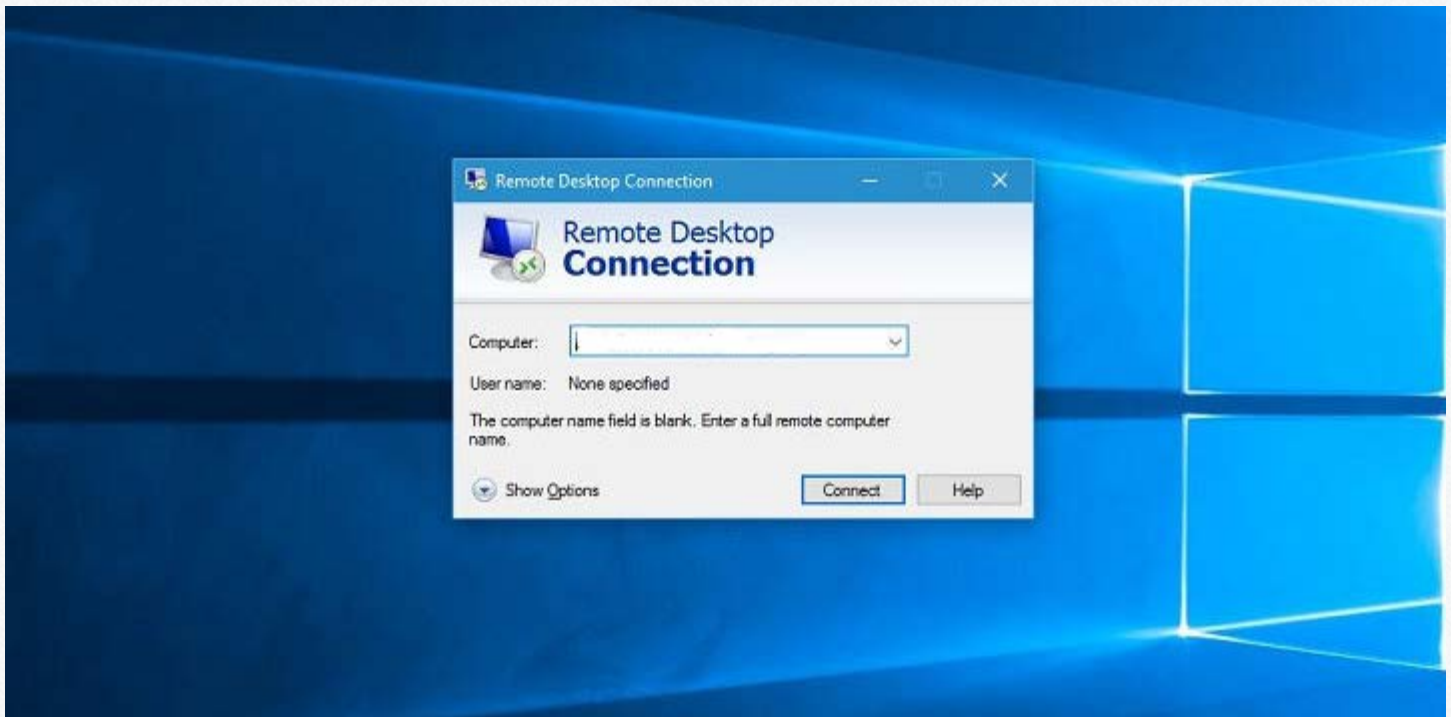 Remote Desktop Connection
Remote Desktop
Connection
Computer:
User name: None specified
The computer name field is blank. Enter a full remote computer
name.
Show Options
Connect
Help